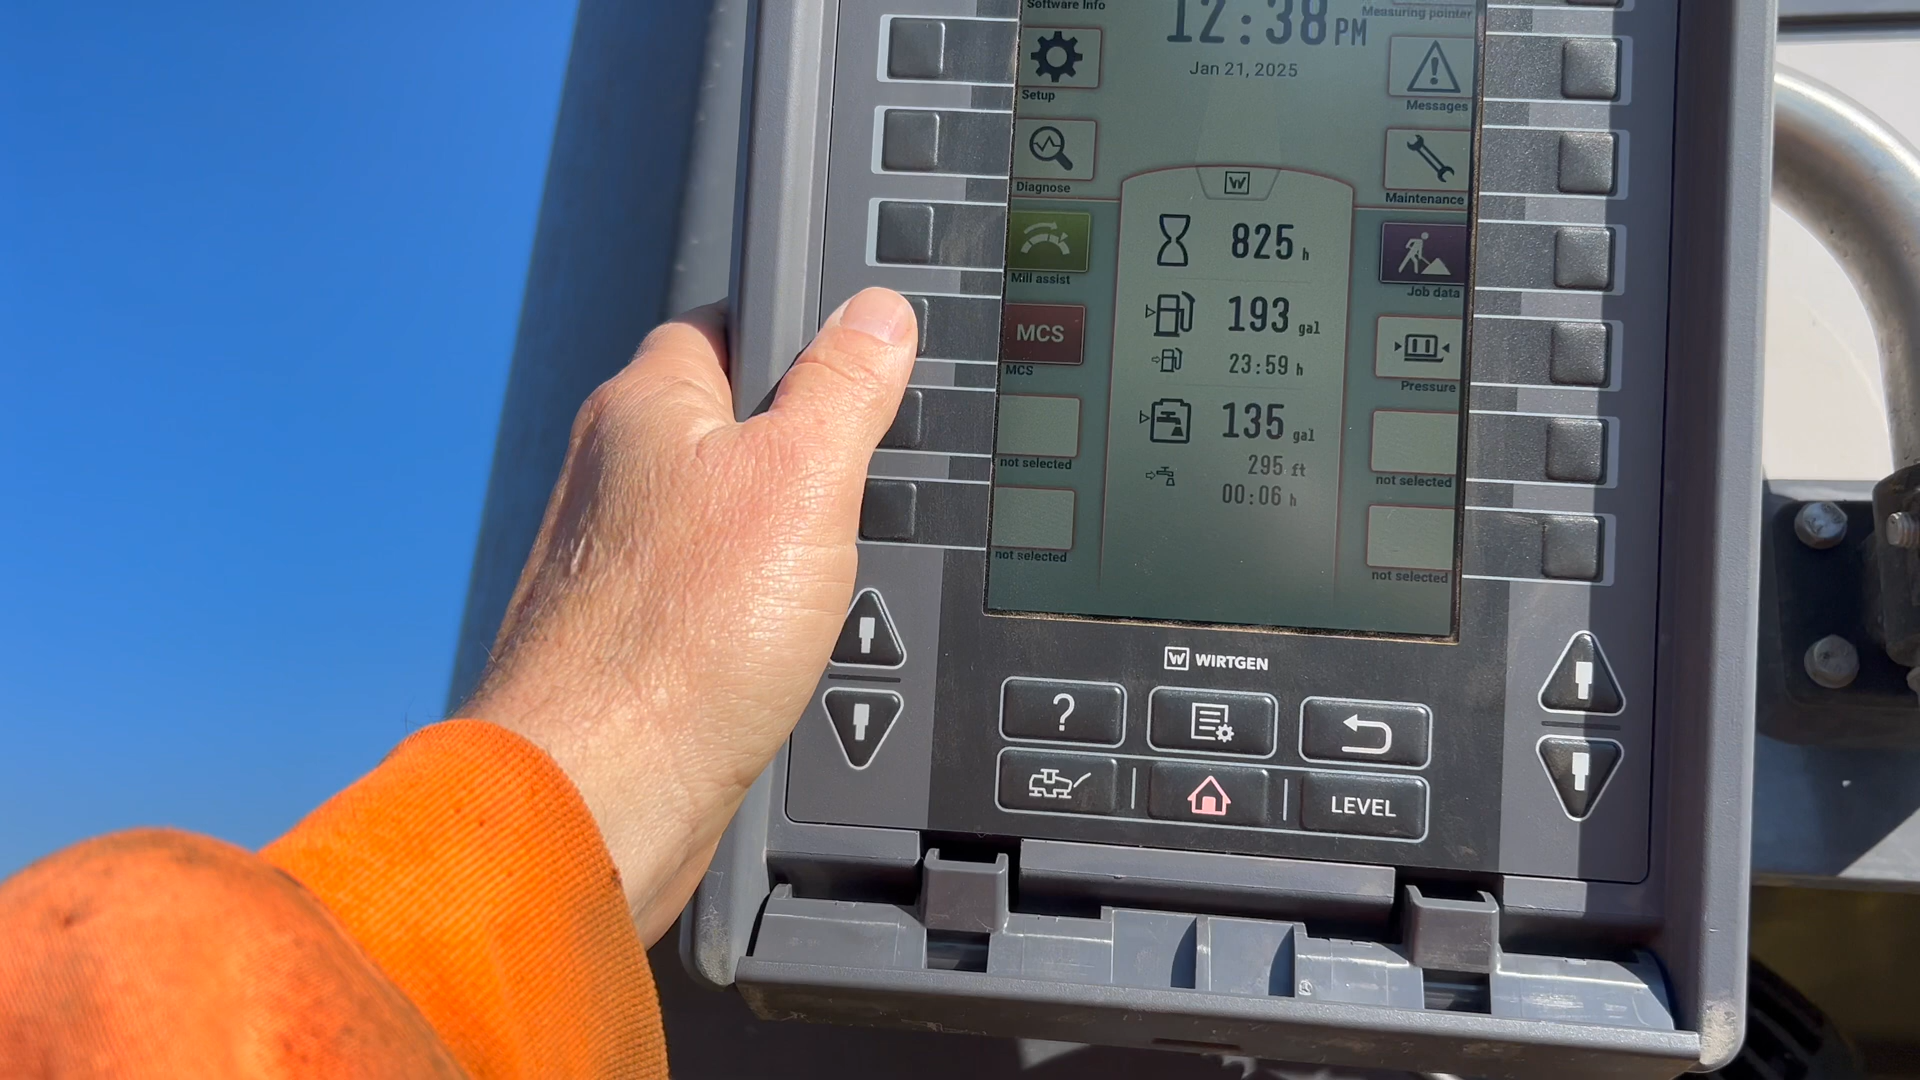 Software Info
Measuring pointer
12:38 PM
Jan 21, 2025
Setup
Messages
Diagnose
Maintenance
W
825 h
Mill assist
Job data
193 gal
MCS
MCS
23:59 h
Pressure
135 gal
295 ft
00:06 h
not selected
not selected
not selected
not selected
W WIRTGEN
?
LEVEL